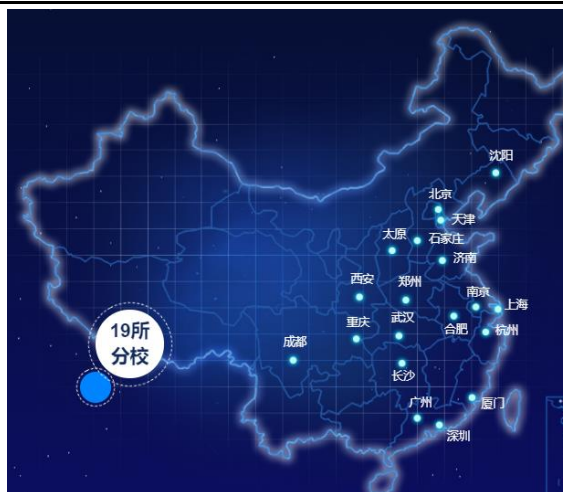 沈阳
北京
天津
太原
石家庄
济南
西安
郑州
南京
上海
19所
分校
重庆
武汉
合肥
杭州
成都
长沙
广州
厦门
深圳